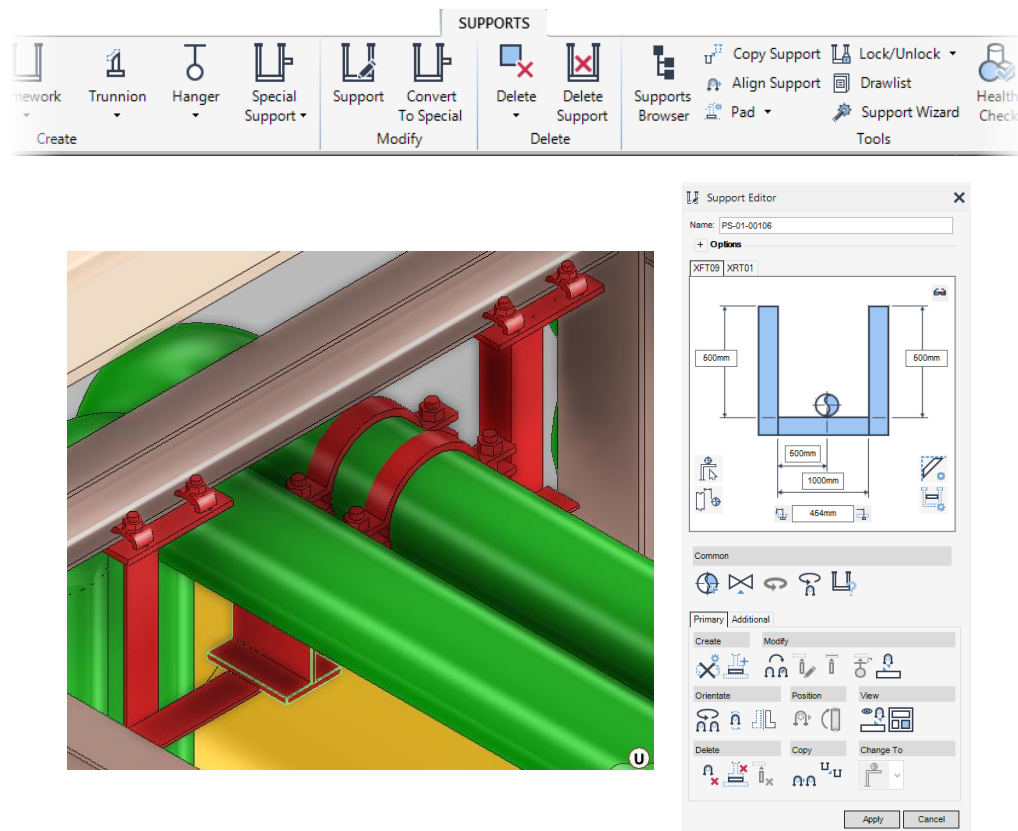 SUPPORTS
mework Trunnion Hanger Special Support Support Convert To Special Delete Delete Support Supports Browser
Copy Support Lock/Unlock
Align Support Drawlist
Pad Support Wizard
Health Check
Create Modify Delete Tools
Support Editor
Name: PS-01-00106
+ Options
XFT09 XRT01
500mm 500mm
500mm
1000mm
454mm
Common
Primary Additional
Create Modify
Orientate Position View
Delete Copy Change To
Apply Cancel
U